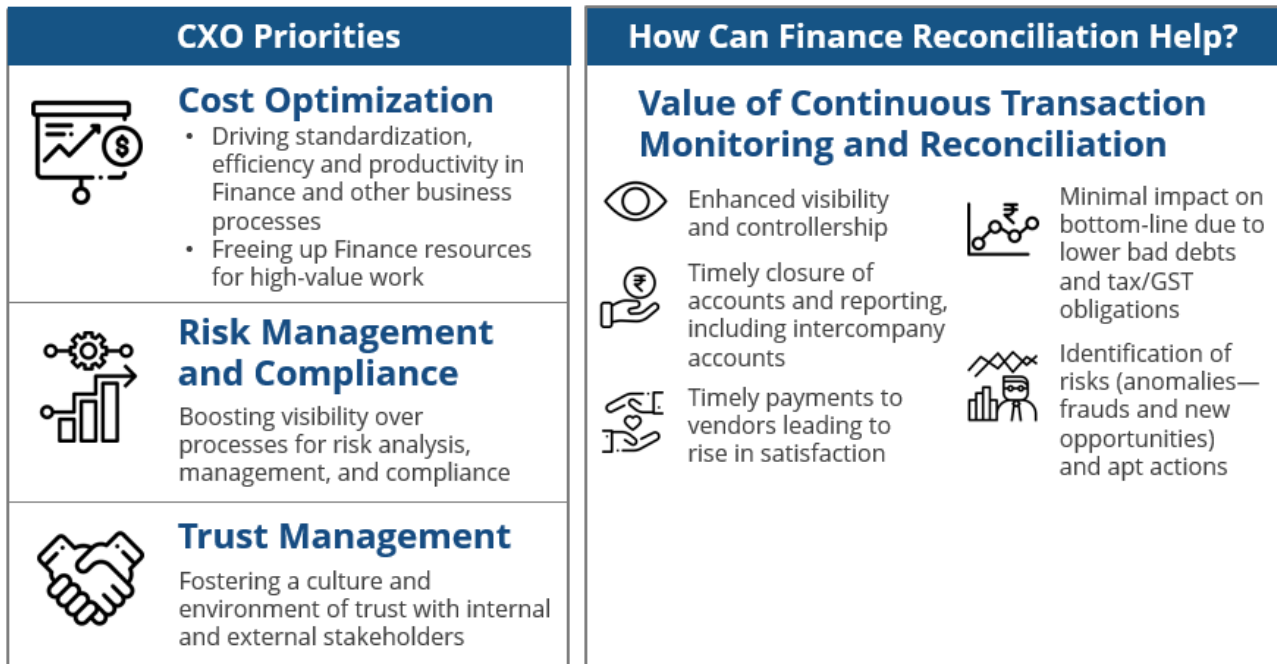 CXO Priorities
Cost Optimization
• Driving standardization,
efficiency and productivity in
Finance and other business
processes
• Freeing up Finance resources
for high-value work
Risk Management
and Compliance
Boosting visibility over
processes for risk analysis,
management, and compliance
Trust Management
Fostering a culture and
environment of trust with internal
and external stakeholders
How Can Finance Reconciliation Help?
Value of Continuous Transaction
Monitoring and Reconciliation
Enhanced visibility
and controllership
Timely closure of
accounts and reporting,
including intercompany
accounts
Timely payments to
vendors leading to
rise in satisfaction
Minimal impact on
bottom-line due to
lower bad debts
and tax/GST
obligations
Identification of
risks (anomalies—
frauds and new
opportunities)
and apt actions